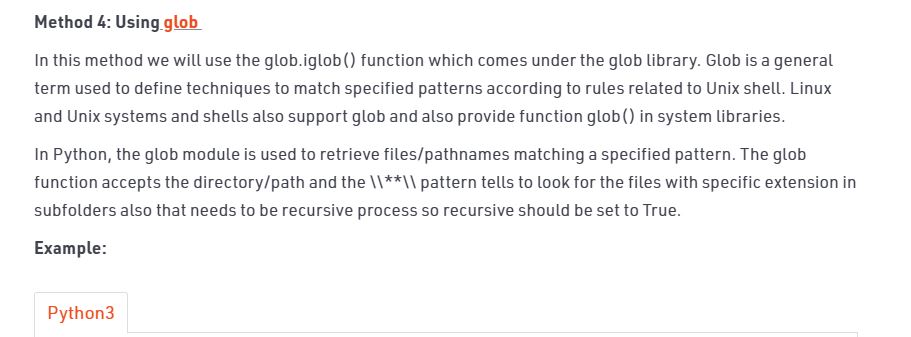 Method 4: Using glob
In this method we will use the glob.iglob() function which comes under the glob library. Glob is a general
term used to define techniques to match specified patterns according to rules related to Unix shell. Linux
and Unix systems and shells also support glob and also provide function glob() in system libraries.
In Python, the glob module is used to retrieve files/pathnames matching a specified pattern. The glob
function accepts the directory/path and the \\**\\ pattern tells to look for the files with specific extension in
subfolders also that needs to be recursive process so recursive should be set to True.
Example:
Python3